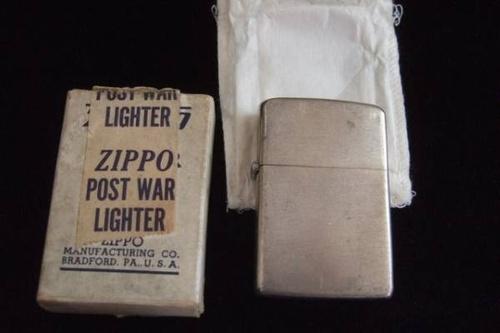 POST WAR
LIGHTER
ZIPPO
POST WAR
LIGHTER
ZIPPO
MANUFACTURING CO.
BRADFORD. PA., U. S. A.